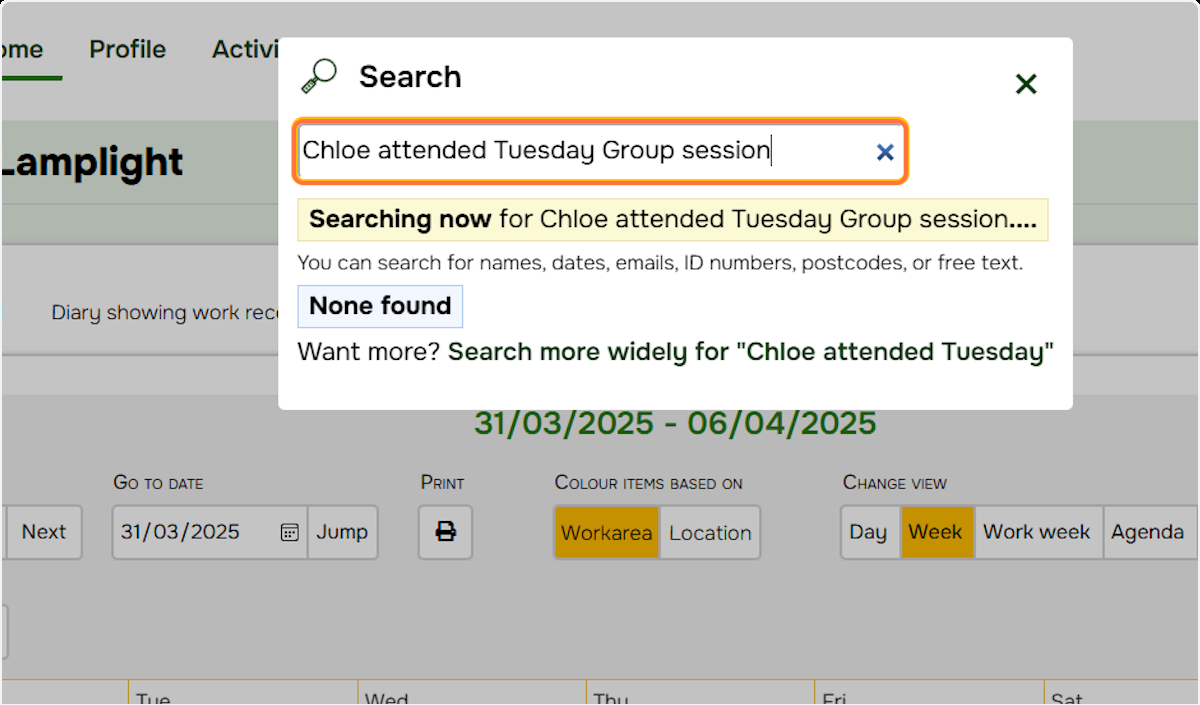 ome Profile Activi
Search
Lamplight
Chloe attended Tuesday Group session
Searching now for Chloe attended Tuesday Group session....
You can search for names, dates, emails, ID numbers, postcodes, or free text.
None found
Diary showing work rec
Want more? Search more widely for "Chloe attended Tuesday"
31/03/2025 - 06/04/2025
Go to date Print Colour items based on Change view
Next 31/03/2025 Jump Workarea Location Day Week Work week Agenda
Tue Wed Thu Fri Sat